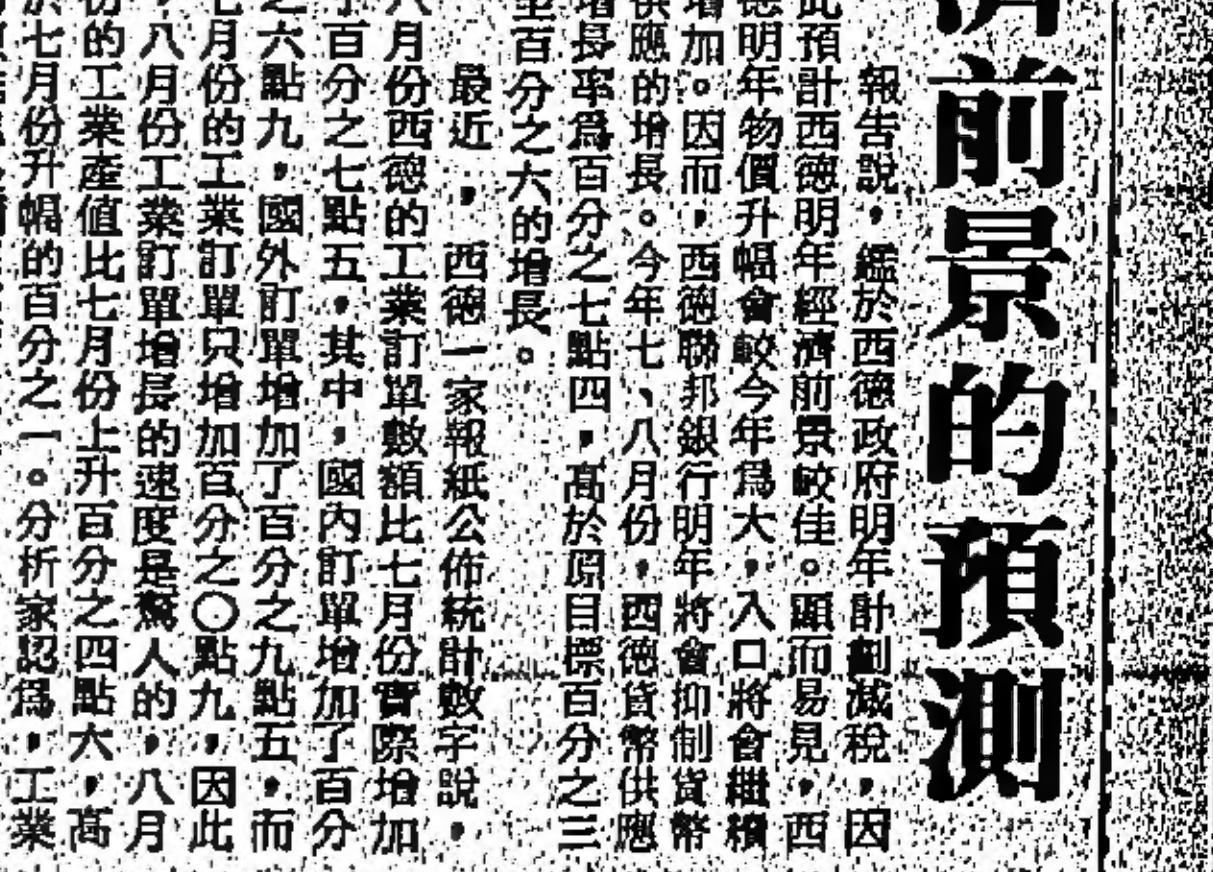 濟前景的預測
報告說，鑑於西德政府明年計劃減稅，因
此預計西德明年經濟前景較佳。顯而易見，西
德明年物價升幅會較今年爲大，入口將會繼續
增加。因而，西德聯邦銀行明年將會抑制貨幣
供應的增長。今年七、八月份，西德貨幣供應
增長率爲百分之七點四，高於原目標百分之三
至百分之六的增長。
最近，西德一家報紙公佈統計數字說，
八月份西德的工業訂單數額比七月份實際增加
了百分之七點五，其中，國內訂單增加了百分
之六點九，國外訂單增加了百分之九點五，而
七月份的工業訂單只增加百分之〇點九，因此
，八月份工業訂單增長的速度是驚人的，八月
份的工業產值比七月份上升百分之四點六，高
於七月份升幅的百分之一。分析家認爲，工業